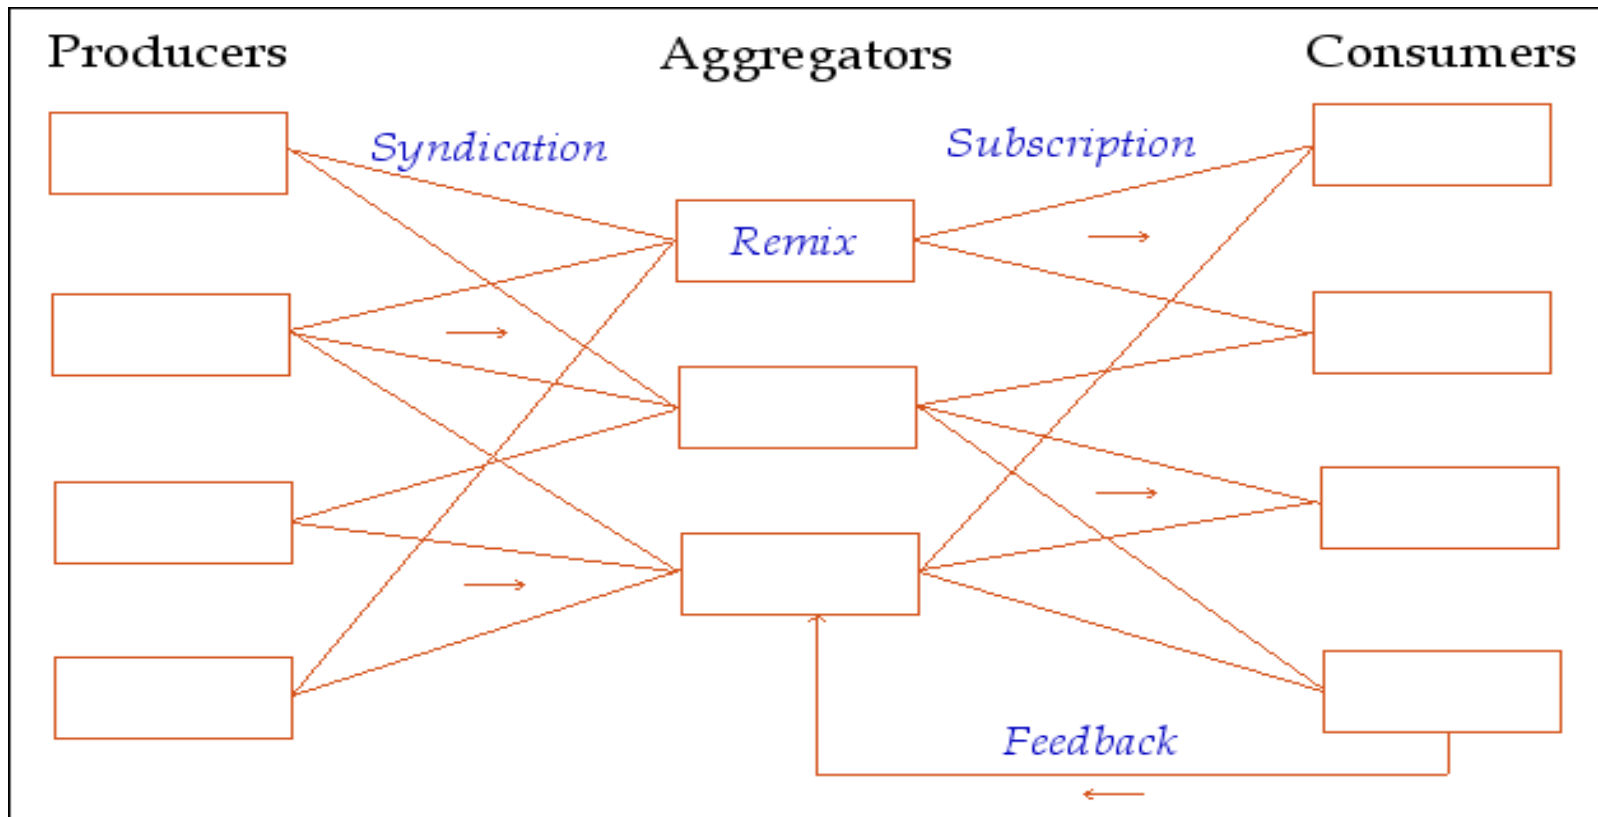 Producers
Aggregators
Consumers
Syndication
Subscription
Remix
Feedback